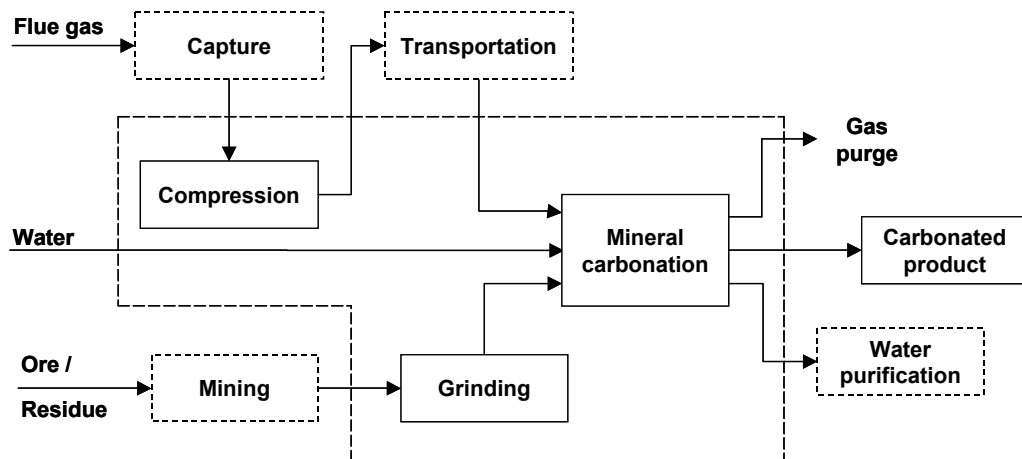 Flue gas
Capture
Transportation
Compression
Gas
purge
Water
Mineral
carbonation
Carbonated
product
Ore /
Residue
Mining
Grinding
Water
purification